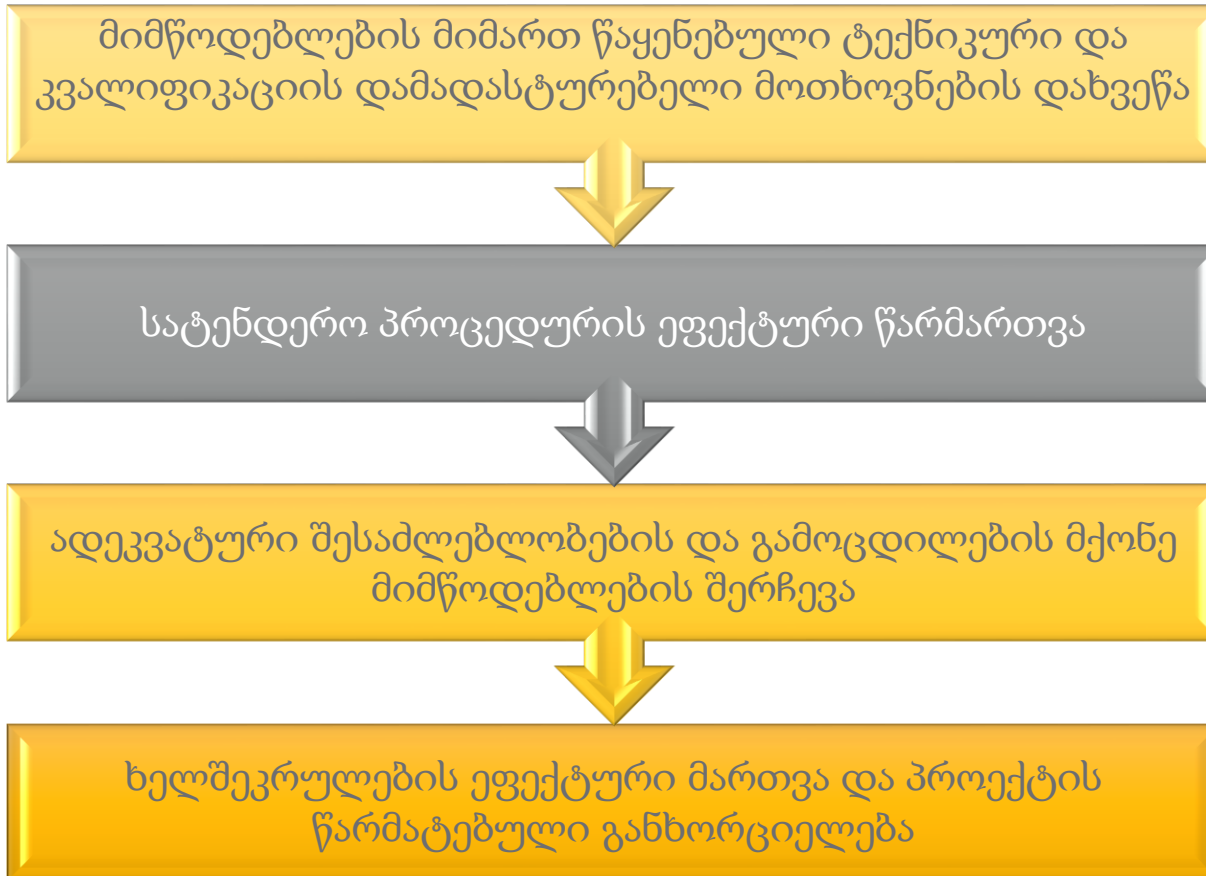 მიმწოდებლების მიმართ წაყენებული ტექნიკური და
კვალიფიკაციის დამადასტურებელი მოთხოვნების დახვეწა
სატენდერო პროცედურის ეფექტური წარმართვა
ადეკვატური შესაძლებლობების და გამოცდილების მქონე
მიმწოდებლების შერჩევა
ხელშეკრულების ეფექტური მართვა და პროექტის
წარმატებული განხორციელება